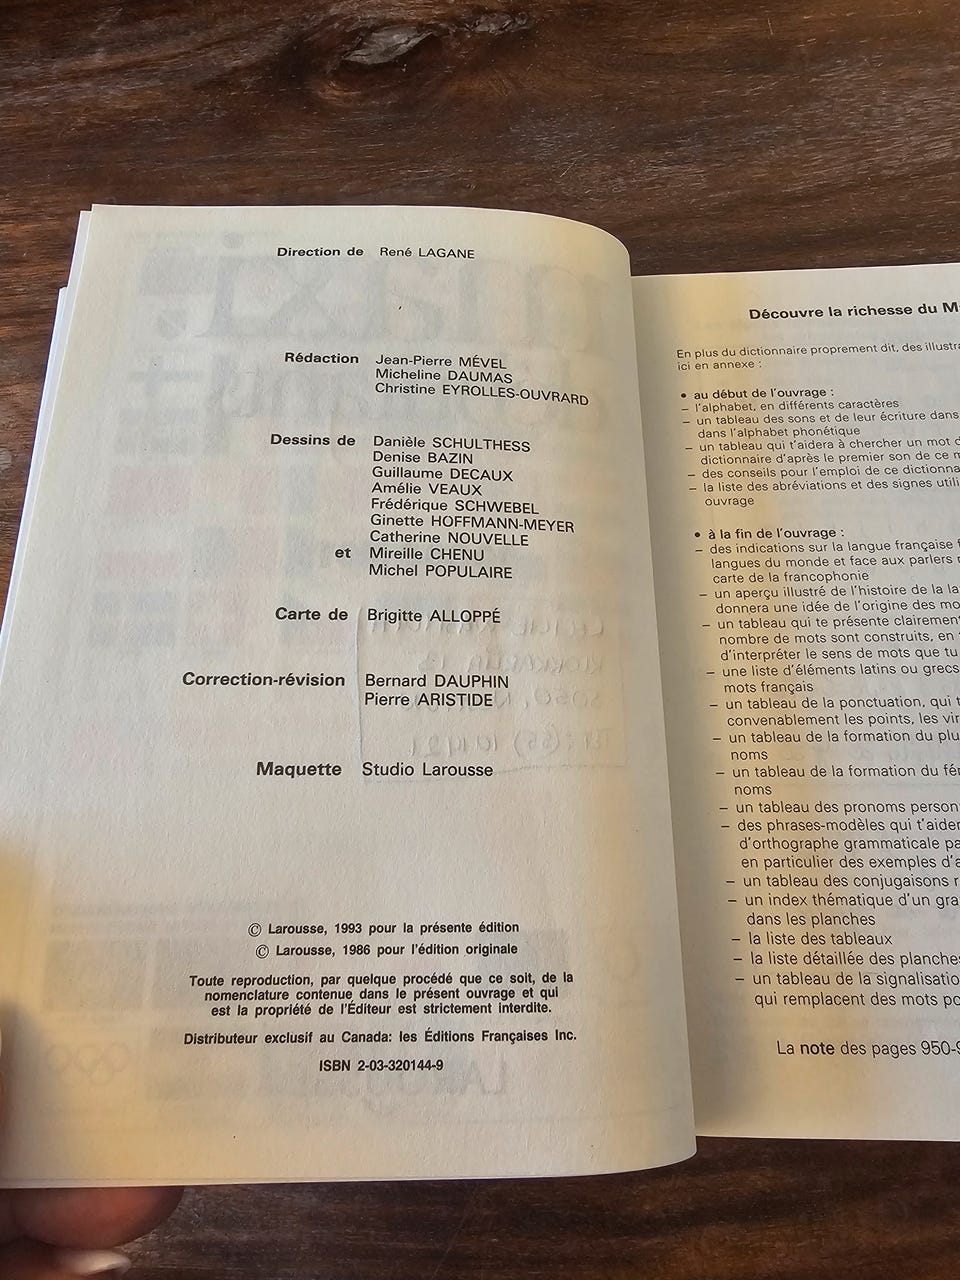 Direction de René LAGANE
Rédaction Jean-Pierre MÉVEL
Micheline DAUMAS
Christine EYROLLES-OUVRARD
Dessins de Danièle SCHULTHESS
Denise BAZIN
Guillaume DECAUX
Amélie VEAUX
Frédérique SCHWEBEL
Ginette HOFFMANN-MEYER
Catherine NOUVELLE
et Mireille CHENU
Michel POPULAIRE
Carte de Brigitte ALLOPPÉ
Correction-révision Bernard DAUPHIN
Pierre ARISTIDE
Maquette Studio Larousse
© Larousse, 1993 pour la présente édition
© Larousse, 1986 pour l'édition originale
Toute reproduction, par quelque procédé que ce soit, de la
nomenclature contenue dans le présent ouvrage et qui
est la propriété de l'Éditeur est strictement interdite.
Distributeur exclusif au Canada: les Éditions Françaises Inc.
ISBN 2-03-320144-9
Découvre la richesse du M
En plus du dictionnaire proprement dit, des illustra
ici en annexe :
• au début de l'ouvrage :
– l'alphabet, en différents caractères
– un tableau des sons et de leur écriture dans
dans l'alphabet phonétique
– un tableau qui t'aidera à chercher un mot d
dictionnaire d'après le premier son de ce m
– des conseils pour l'emploi de ce dictionna
– la liste des abréviations et des signes utili
ouvrage
• à la fin de l'ouvrage :
– des indications sur la langue française f
langues du monde et face aux parlers r
carte de la francophonie
– un aperçu illustré de l'histoire de la la
donnera une idée de l'origine des mo
– un tableau qui te présente clairement
nombre de mots sont construits, en
d'interpréter le sens de mots que tu
– une liste d'éléments latins ou grecs
mots français
– un tableau de la ponctuation, qui t
convenablement les points, les vir
– un tableau de la formation du plu
noms
– un tableau de la formation du fém
noms
– un tableau des pronoms person
– des phrases-modèles qui t'aider
d'orthographe grammaticale pa
en particulier des exemples d'a
– un tableau des conjugaisons r
– un index thématique d'un gra
dans les planches
– la liste des tableaux
– la liste détaillée des planches
– un tableau de la signalisatio
qui remplacent des mots po
La note des pages 950-9